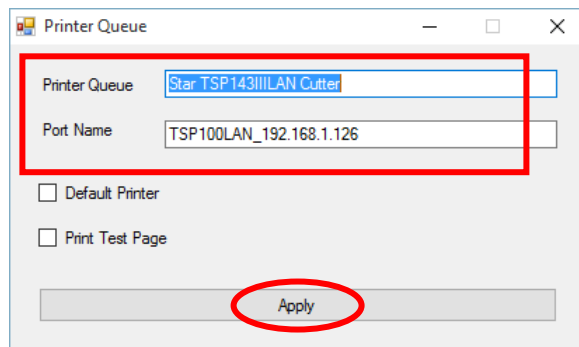 Printer Queue
Printer Queue Star TSP143IIILAN Cutter
Port Name TSP100LAN_192.168.1.126
Default Printer
Print Test Page
Apply